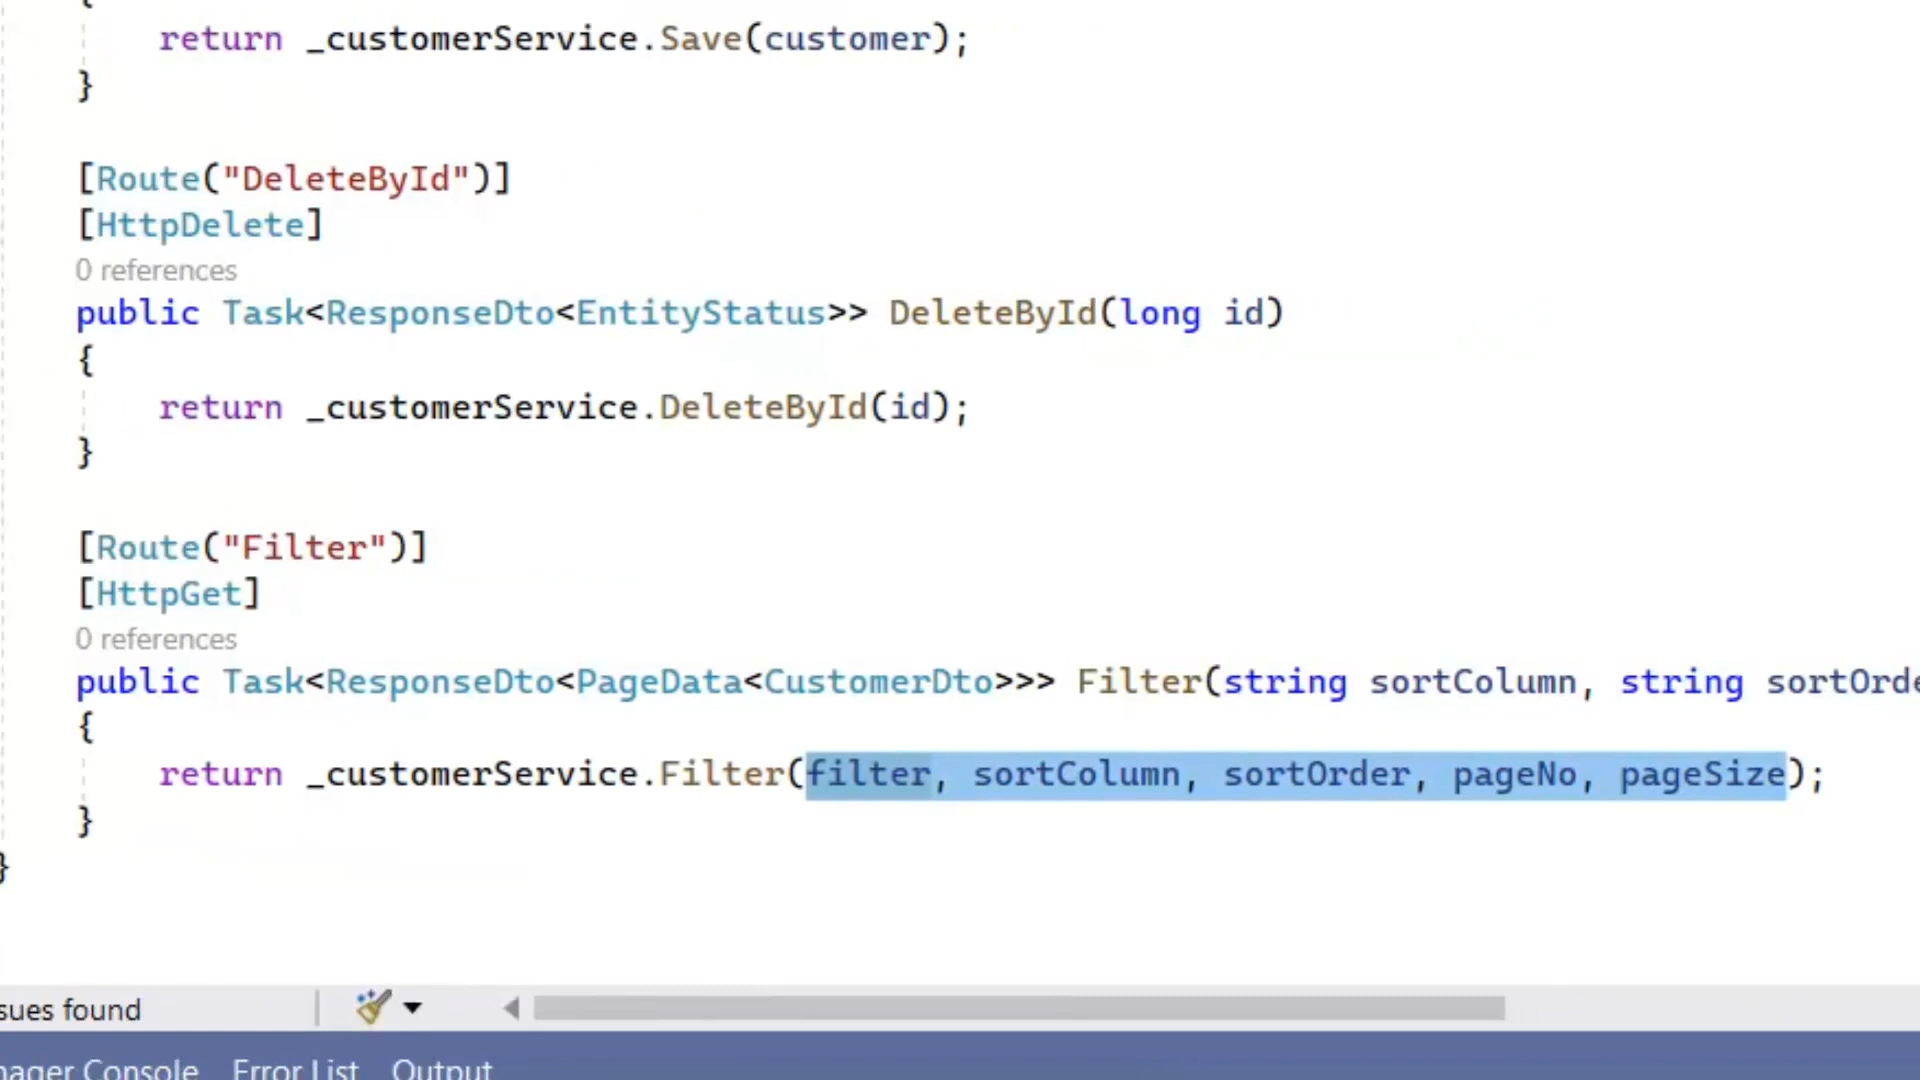 {
return _customerService.Save(customer);
}
[Route("DeleteById")]
[HttpDelete]
0 references
public Task<ResponseDto<EntityStatus>> DeleteById(long id)
{
return _customerService.DeleteById(id);
}
[Route("Filter")]
[HttpGet]
0 references
public Task<ResponseDto<PageData<CustomerDto>>> Filter(string sortColumn, string sortOrde
{
return _customerService.Filter(filter, sortColumn, sortOrder, pageNo, pageSize);
}
}
sues found
nager Console Error List Output